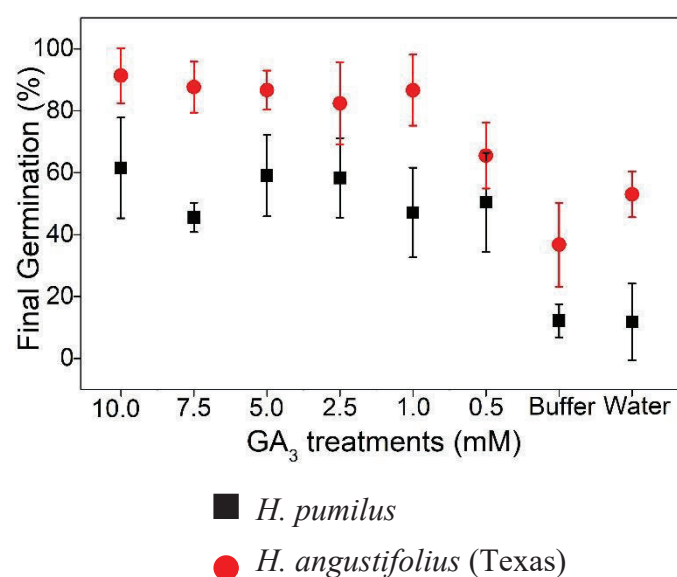 Final Germination (%)
100
80
60
40
20
0
10.0 7.5 5.0 2.5 1.0 0.5 Buffer Water
GA₃ treatments (mM)
H. pumilus
H. angustifolius (Texas)